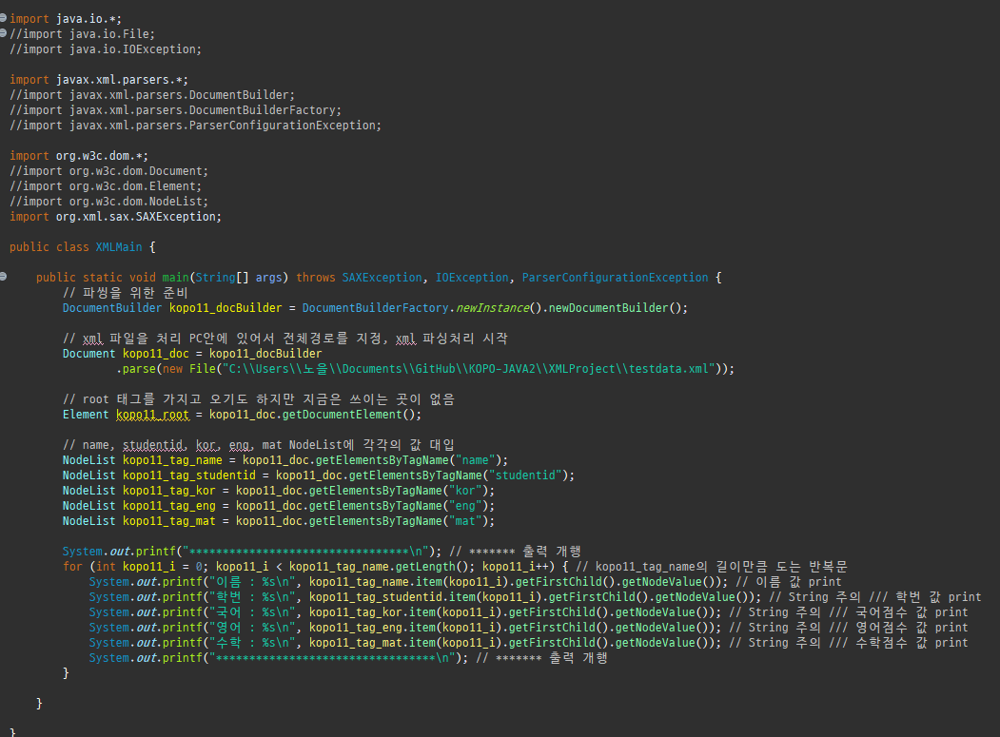 import java.io.*;
//import java.io.File;
//import java.io.IOException;
import javax.xml.parsers.*;
//import javax.xml.parsers.DocumentBuilder;
//import javax.xml.parsers.DocumentBuilderFactory;
//import javax.xml.parsers.ParserConfigurationException;
import org.w3c.dom.*;
//import org.w3c.dom.Document;
//import org.w3c.dom.Element;
//import org.w3c.dom.NodeList;
import org.xml.sax.SAXException;
public class XMLMain {
public static void main(String[] args) throws SAXException, IOException, ParserConfigurationException {
// 파씽을 위한 준비
DocumentBuilder kopo11_docBuilder = DocumentBuilderFactory.newInstance().newDocumentBuilder();
// xml 파일을 처리 PC안에 있어서 전체경로를 지정, xml 파싱처리 시작
Document kopo11_doc = kopo11_docBuilder
.parse(new File("C:\\Users\\노을\\Documents\\GitHub\\KOPO-JAVA2\\XMLProject\\testdata.xml"));
// root 태그를 가지고 오기도 하지만 지금은 쓰이는 곳이 없음
Element kopo11_root = kopo11_doc.getDocumentElement();
// name, studentid, kor, eng, mat NodeList에 각각의 값 대입
NodeList kopo11_tag_name = kopo11_doc.getElementsByTagName("name");
NodeList kopo11_tag_studentid = kopo11_doc.getElementsByTagName("studentid");
NodeList kopo11_tag_kor = kopo11_doc.getElementsByTagName("kor");
NodeList kopo11_tag_eng = kopo11_doc.getElementsByTagName("eng");
NodeList kopo11_tag_mat = kopo11_doc.getElementsByTagName("mat");
System.out.printf("*********************************\n"); // ******* 출력 개행
for (int kopo11_i = 0; kopo11_i < kopo11_tag_name.getLength(); kopo11_i++) { // kopo11_tag_name의 길이만큼 도는 반복문
System.out.printf("이름 : %s\n", kopo11_tag_name.item(kopo11_i).getFirstChild().getNodeValue()); // 이름 값 print
System.out.printf("학번 : %s\n", kopo11_tag_studentid.item(kopo11_i).getFirstChild().getNodeValue()); // String 주의 /// 학번 값 print
System.out.printf("국어 : %s\n", kopo11_tag_kor.item(kopo11_i).getFirstChild().getNodeValue()); // String 주의 /// 국어점수 값 print
System.out.printf("영어 : %s\n", kopo11_tag_eng.item(kopo11_i).getFirstChild().getNodeValue()); // String 주의 /// 영어점수 값 print
System.out.printf("수학 : %s\n", kopo11_tag_mat.item(kopo11_i).getFirstChild().getNodeValue()); // String 주의 /// 수학점수 값 print
System.out.printf("*********************************\n"); // ******* 출력 개행
}
}
}